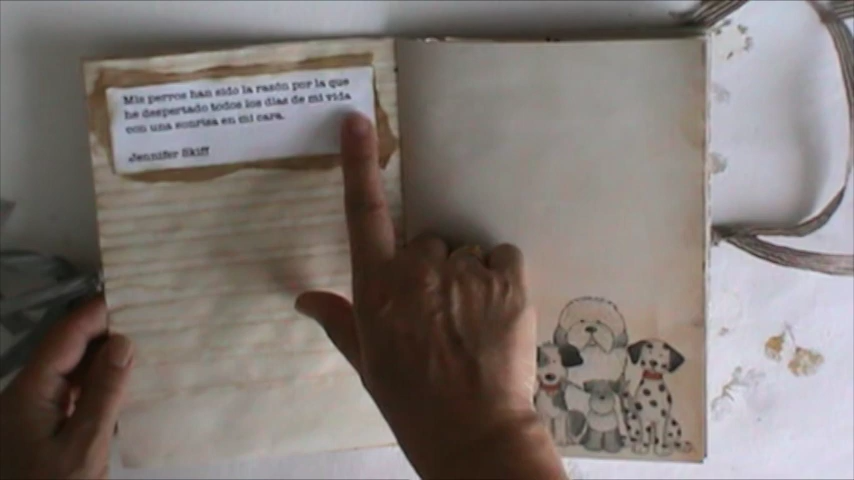 Mis perros han sido la razón por la que
he despertado todos los días de mi vida
con una sonrisa en mi cara.
Jennifer Skiff